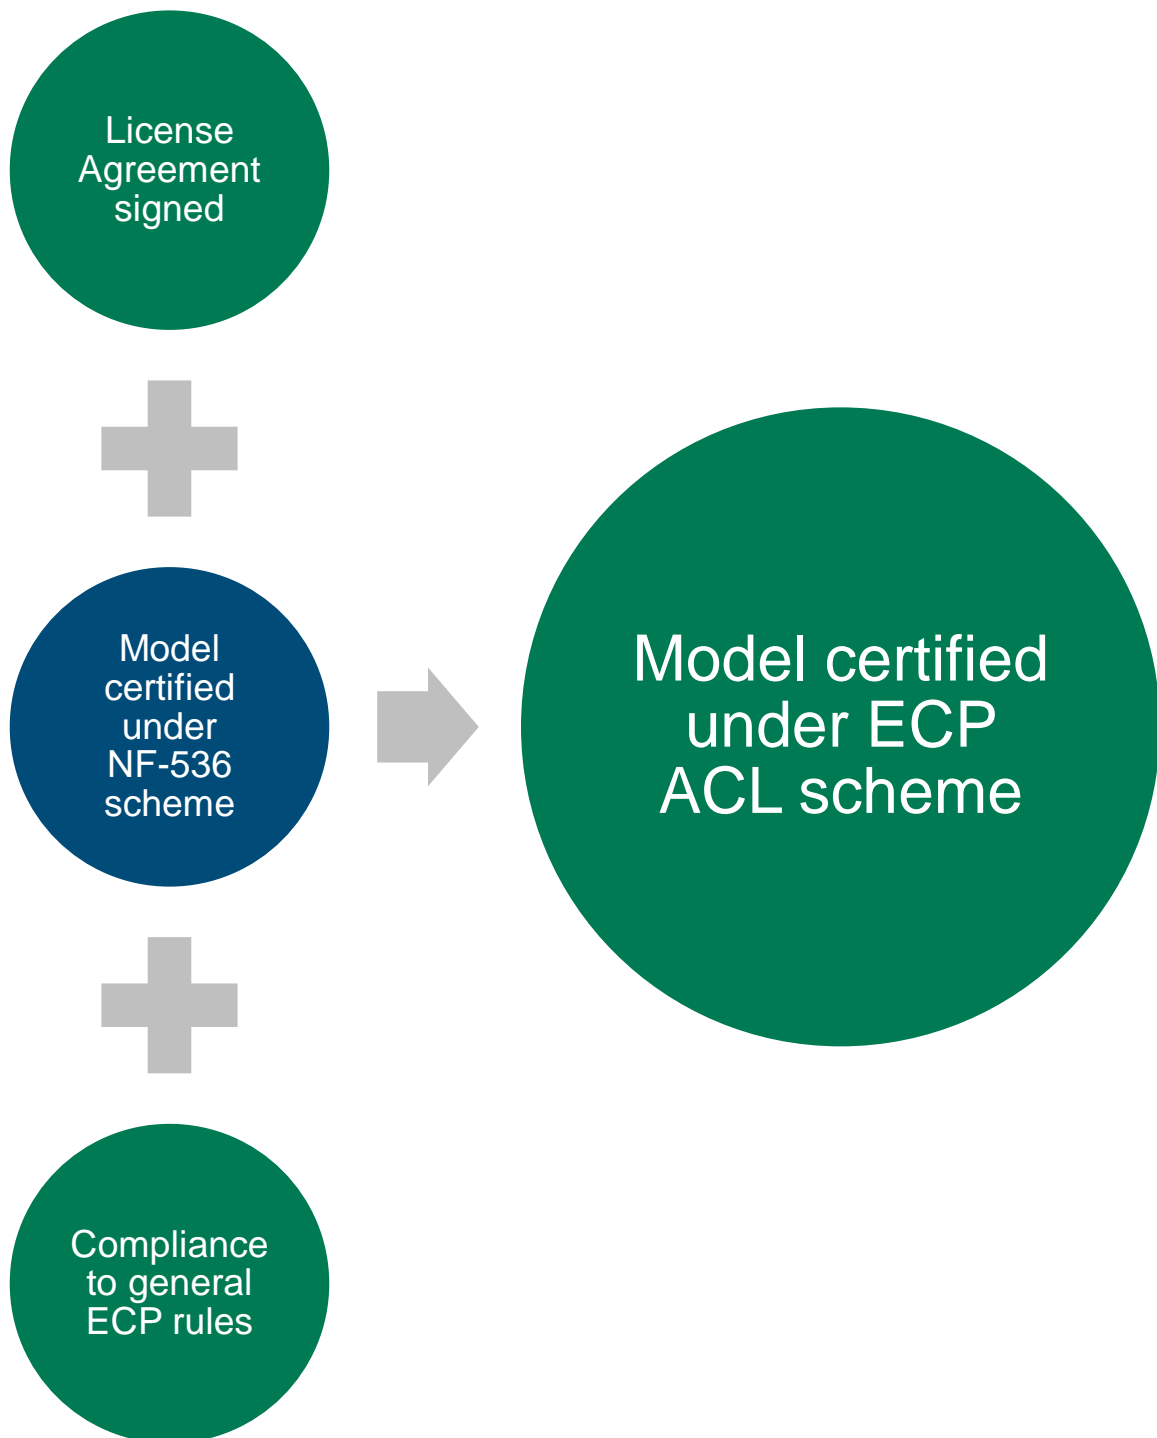 License
Agreement
signed
Model
certified
under
NF-536
scheme
Compliance
to general
ECP rules
Model certified
under ECP
ACL scheme